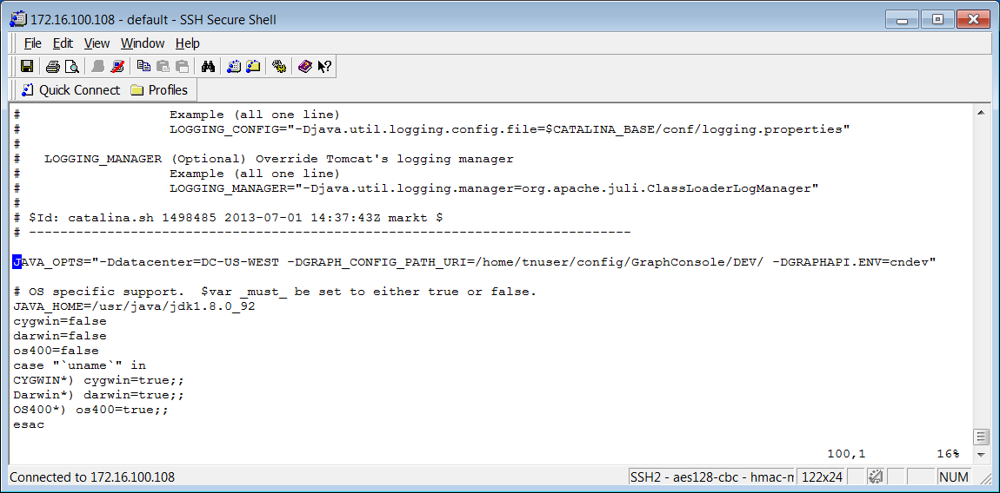 172.16.100.108 - default - SSH Secure Shell
File Edit View Window Help
Quick Connect Profiles
# Example (all one line)
# LOGGING_CONFIG="-Djava.util.logging.config.file=$CATALINA_BASE/conf/logging.properties"
#
# LOGGING_MANAGER (Optional) Override Tomcat's logging manager
# Example (all one line)
# LOGGING_MANAGER="-Djava.util.logging.manager=org.apache.juli.ClassLoaderLogManager"
#
# $Id: catalina.sh 1498485 2013-07-01 14:37:43Z markt $
# -----------------------------------------------------------------------------
JAVA_OPTS="-Ddatacenter=DC-US-WEST -DGRAPH_CONFIG_PATH_URI=/home/tnuser/config/GraphConsole/DEV/ -DGRAPHAPI.ENV=cndev"
# OS specific support.  $var _must_ be set to either true or false.
JAVA_HOME=/usr/java/jdk1.8.0_92
cygwin=false
darwin=false
os400=false
case "`uname`" in
CYGWIN*) cygwin=true;;
Darwin*) darwin=true;;
OS400*) os400=true;;
esac
100,1 16%
Connected to 172.16.100.108 SSH2 - aes128-cbc - hmac-m 122x24 NUM